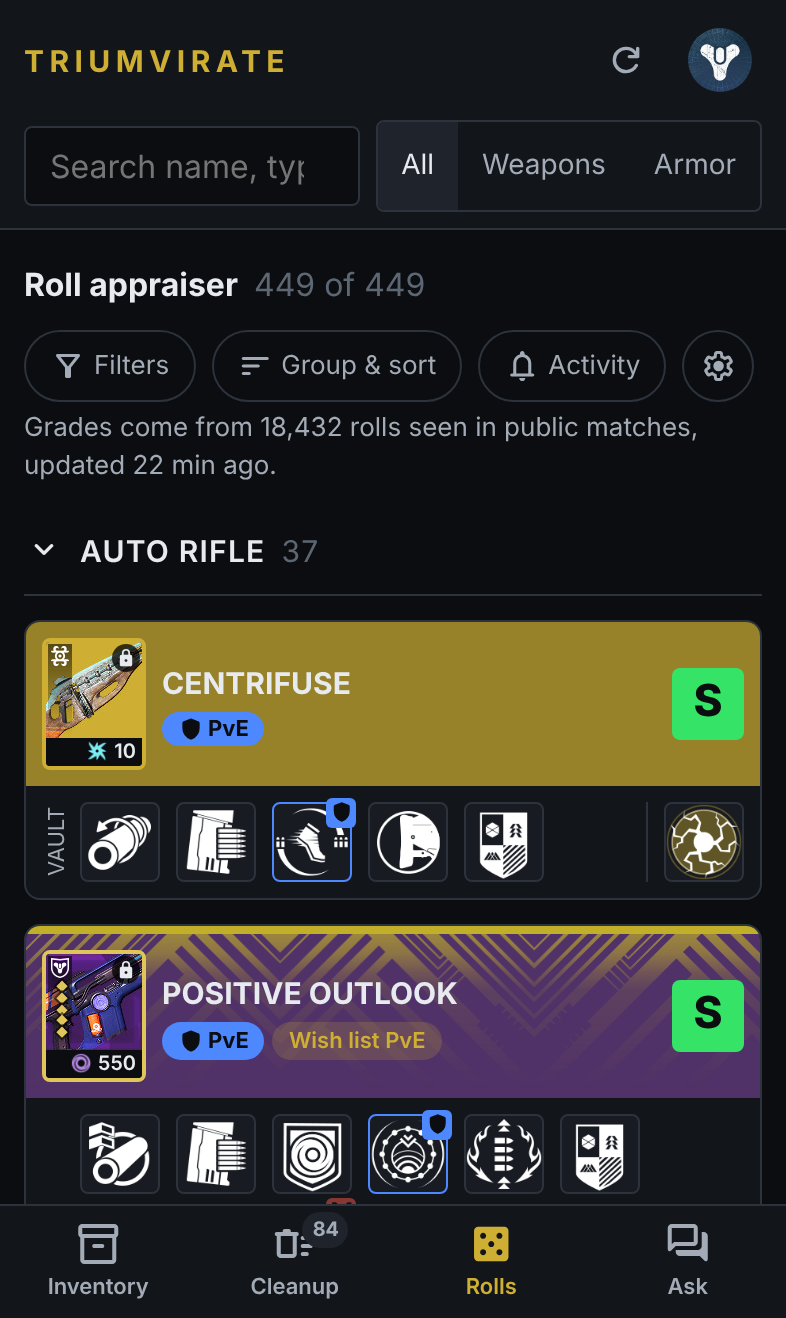 TRIUMVIRATE
Search name, typ
All
Weapons
Armor
Roll appraiser 449 of 449
Filters
Group & sort
Activity
Grades come from 18,432 rolls seen in public matches,
updated 22 min ago.
AUTO RIFLE 37
CENTRIFUSE
PvE
S
10
VAULT
POSITIVE OUTLOOK
PvE
Wish list PvE
S
550
84
Inventory
Cleanup
Rolls
Ask